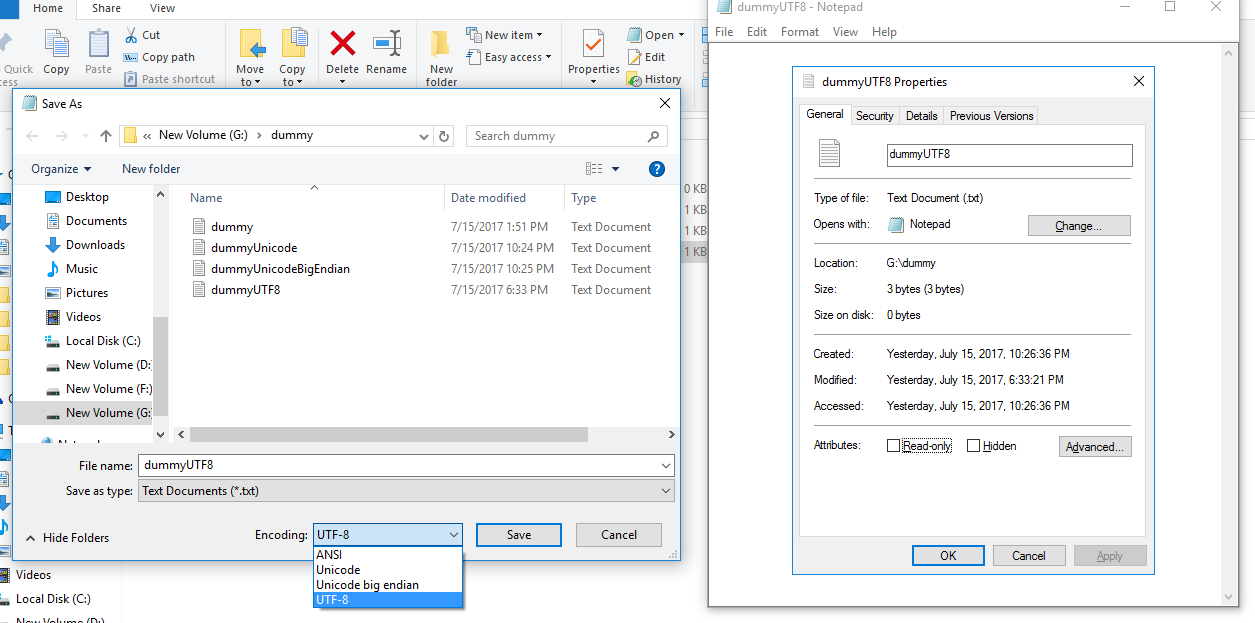 Home Share View
Quick
cess
Copy
Paste
Cut
Copy path
Paste shortcut
Move
to
Copy
to
Delete
Rename
New
folder
New item
Easy access
Properties
Open
Edit
History
Save As
« New Volume (G:) > dummy
Search dummy
Organize
New folder
Name Date modified Type
Desktop
Documents
Downloads
Music
Pictures
Videos
Local Disk (C:)
New Volume (D:
New Volume (F:)
New Volume (G:
dummy 7/15/2017 1:51 PM Text Document
dummyUnicode 7/15/2017 10:24 PM Text Document
dummyUnicodeBigEndian 7/15/2017 10:25 PM Text Document
dummyUTF8 7/15/2017 6:33 PM Text Document
0 KB
1 KB
1 KB
1 KB
File name: dummyUTF8
Save as type: Text Documents (*.txt)
Hide Folders
Encoding: UTF-8
Save
Cancel
ANSI
Unicode
Unicode big endian
UTF-8
Videos
Local Disk (C:)
New Volume (D:)
dummyUTF8 - Notepad
File Edit Format View Help
dummyUTF8 Properties
General Security Details Previous Versions
dummyUTF8
Type of file: Text Document (.txt)
Opens with: Notepad Change...
Location: G:\dummy
Size: 3 bytes (3 bytes)
Size on disk: 0 bytes
Created: Yesterday, July 15, 2017, 10:26:36 PM
Modified: Yesterday, July 15, 2017, 6:33:21 PM
Accessed: Yesterday, July 15, 2017, 10:26:36 PM
Attributes: Read-only Hidden Advanced...
OK Cancel Apply